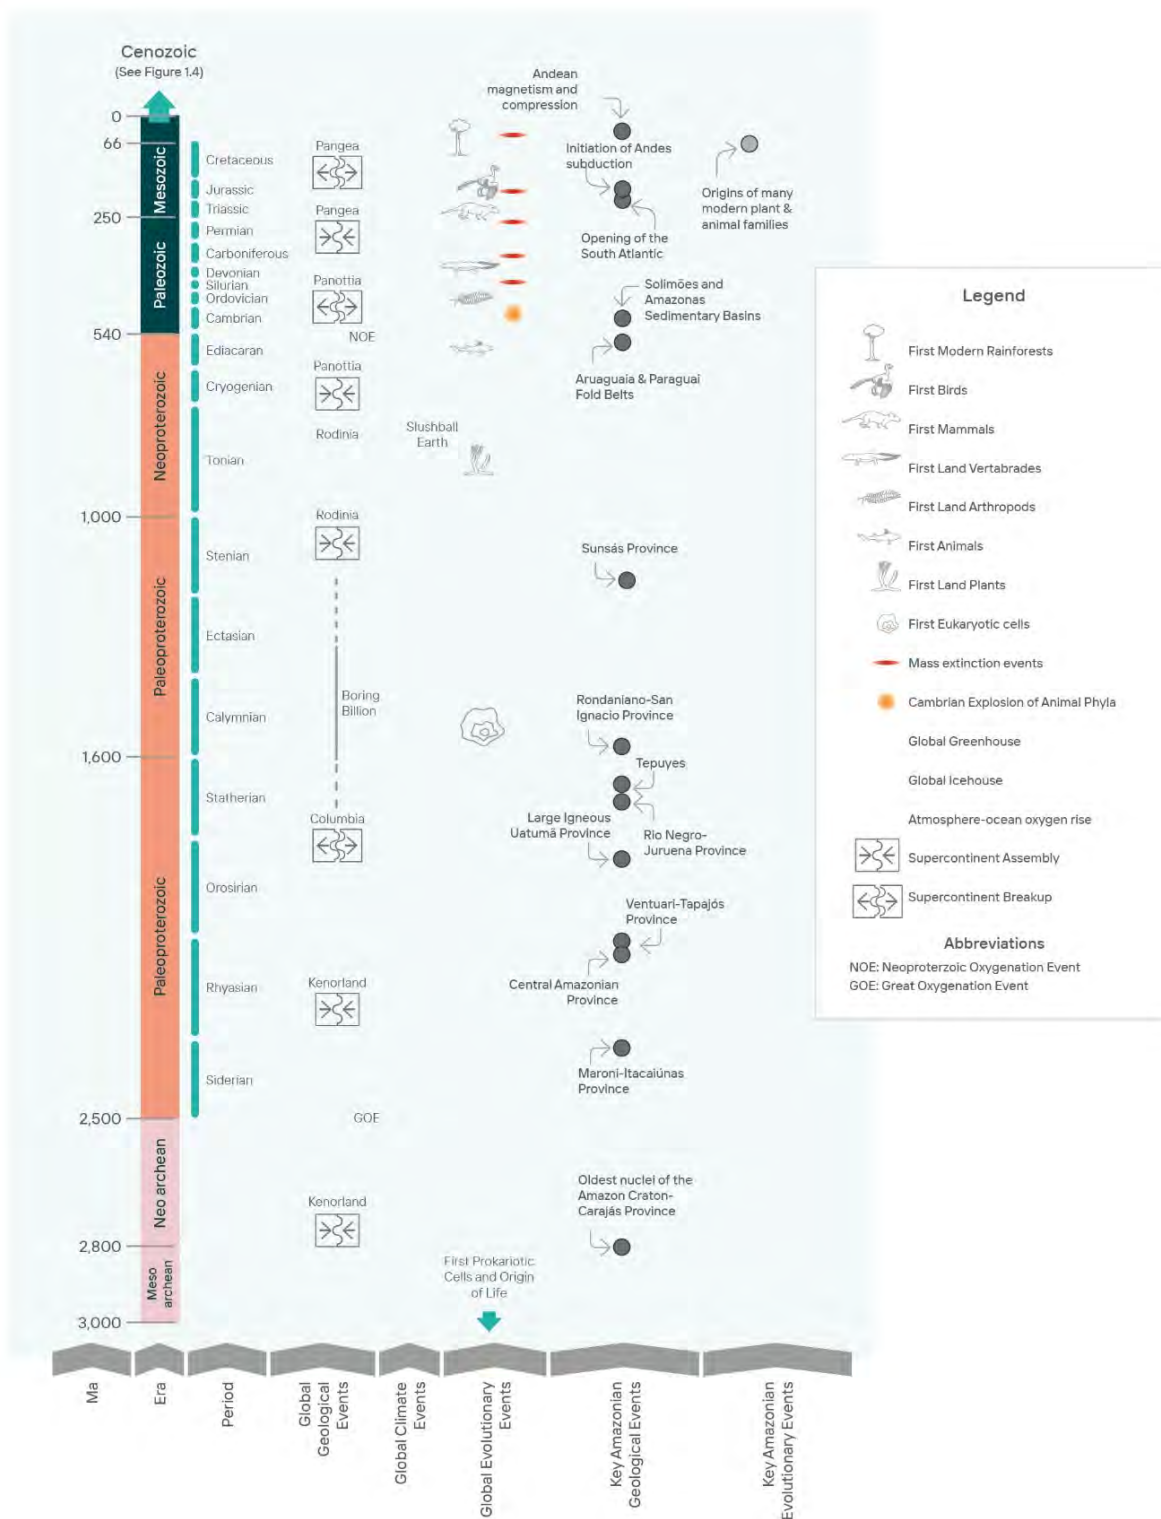 Cenozoic
(See Figure 1.4)
0
66
250
540
1,000
1,600
2,500
2,800
3,000
Mesozoic
Paleozoic
Neoproterozoic
Paleoproterozoic
Paleoproterozoic
Neo archean
Meso
archean
Cretaceous
Jurassic
Triassic
Permian
Carboniferous
Devonian
Silurian
Ordovician
Cambrian
Ediacaran
Cryogenian
Tonian
Stenian
Ectasian
Calymnian
Statherian
Orosirian
Rhyasian
Siderian
Pangea
Pangea
Panottia
NOE
Panottia
Rodinia
Rodinia
Boring
Billion
Columbia
Kenorland
GOE
Kenorland
Slushball
Earth
First Prokariotic
Cells and Origin
of Life
Andean
magnetism and
compression
Initiation of Andes
subduction
Opening of the
South Atlantic
Solimões and
Amazonas
Sedimentary Basins
Aruaguaia & Paraguai
Fold Belts
Sunsás Province
Rondaniano-San
Ignacio Province
Tepuyes
Large Igneous
Uatumã Province
Rio Negro-
Juruena Province
Ventuari-Tapajós
Province
Central Amazonian
Province
Maroni-Itacaiúnas
Province
Oldest nuclei of the
Amazon Craton-
Carajás Province
Origins of many
modern plant &
animal families
Legend
First Modern Rainforests
First Birds
First Mammals
First Land Vertabrades
First Land Arthropods
First Animals
First Land Plants
First Eukaryotic cells
Mass extinction events
Cambrian Explosion of Animal Phyla
Global Greenhouse
Global Icehouse
Atmosphere-ocean oxygen rise
Supercontinent Assembly
Supercontinent Breakup
Abbreviations
NOE: Neoproterzoic Oxygenation Event
GOE: Great Oxygenation Event
Ma
Era
Period
Global
Geological
Events
Global Climate
Events
Global Evolutionary
Events
Key Amazonian
Geological Events
Key Amazonian
Evolutionary Events